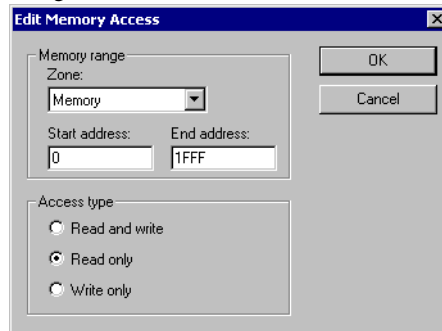 Edit Memory Access
Memory range
Zone:
Memory
Start address: End address:
0 1FFF
Access type
Read and write
Read only
Write only
OK
Cancel